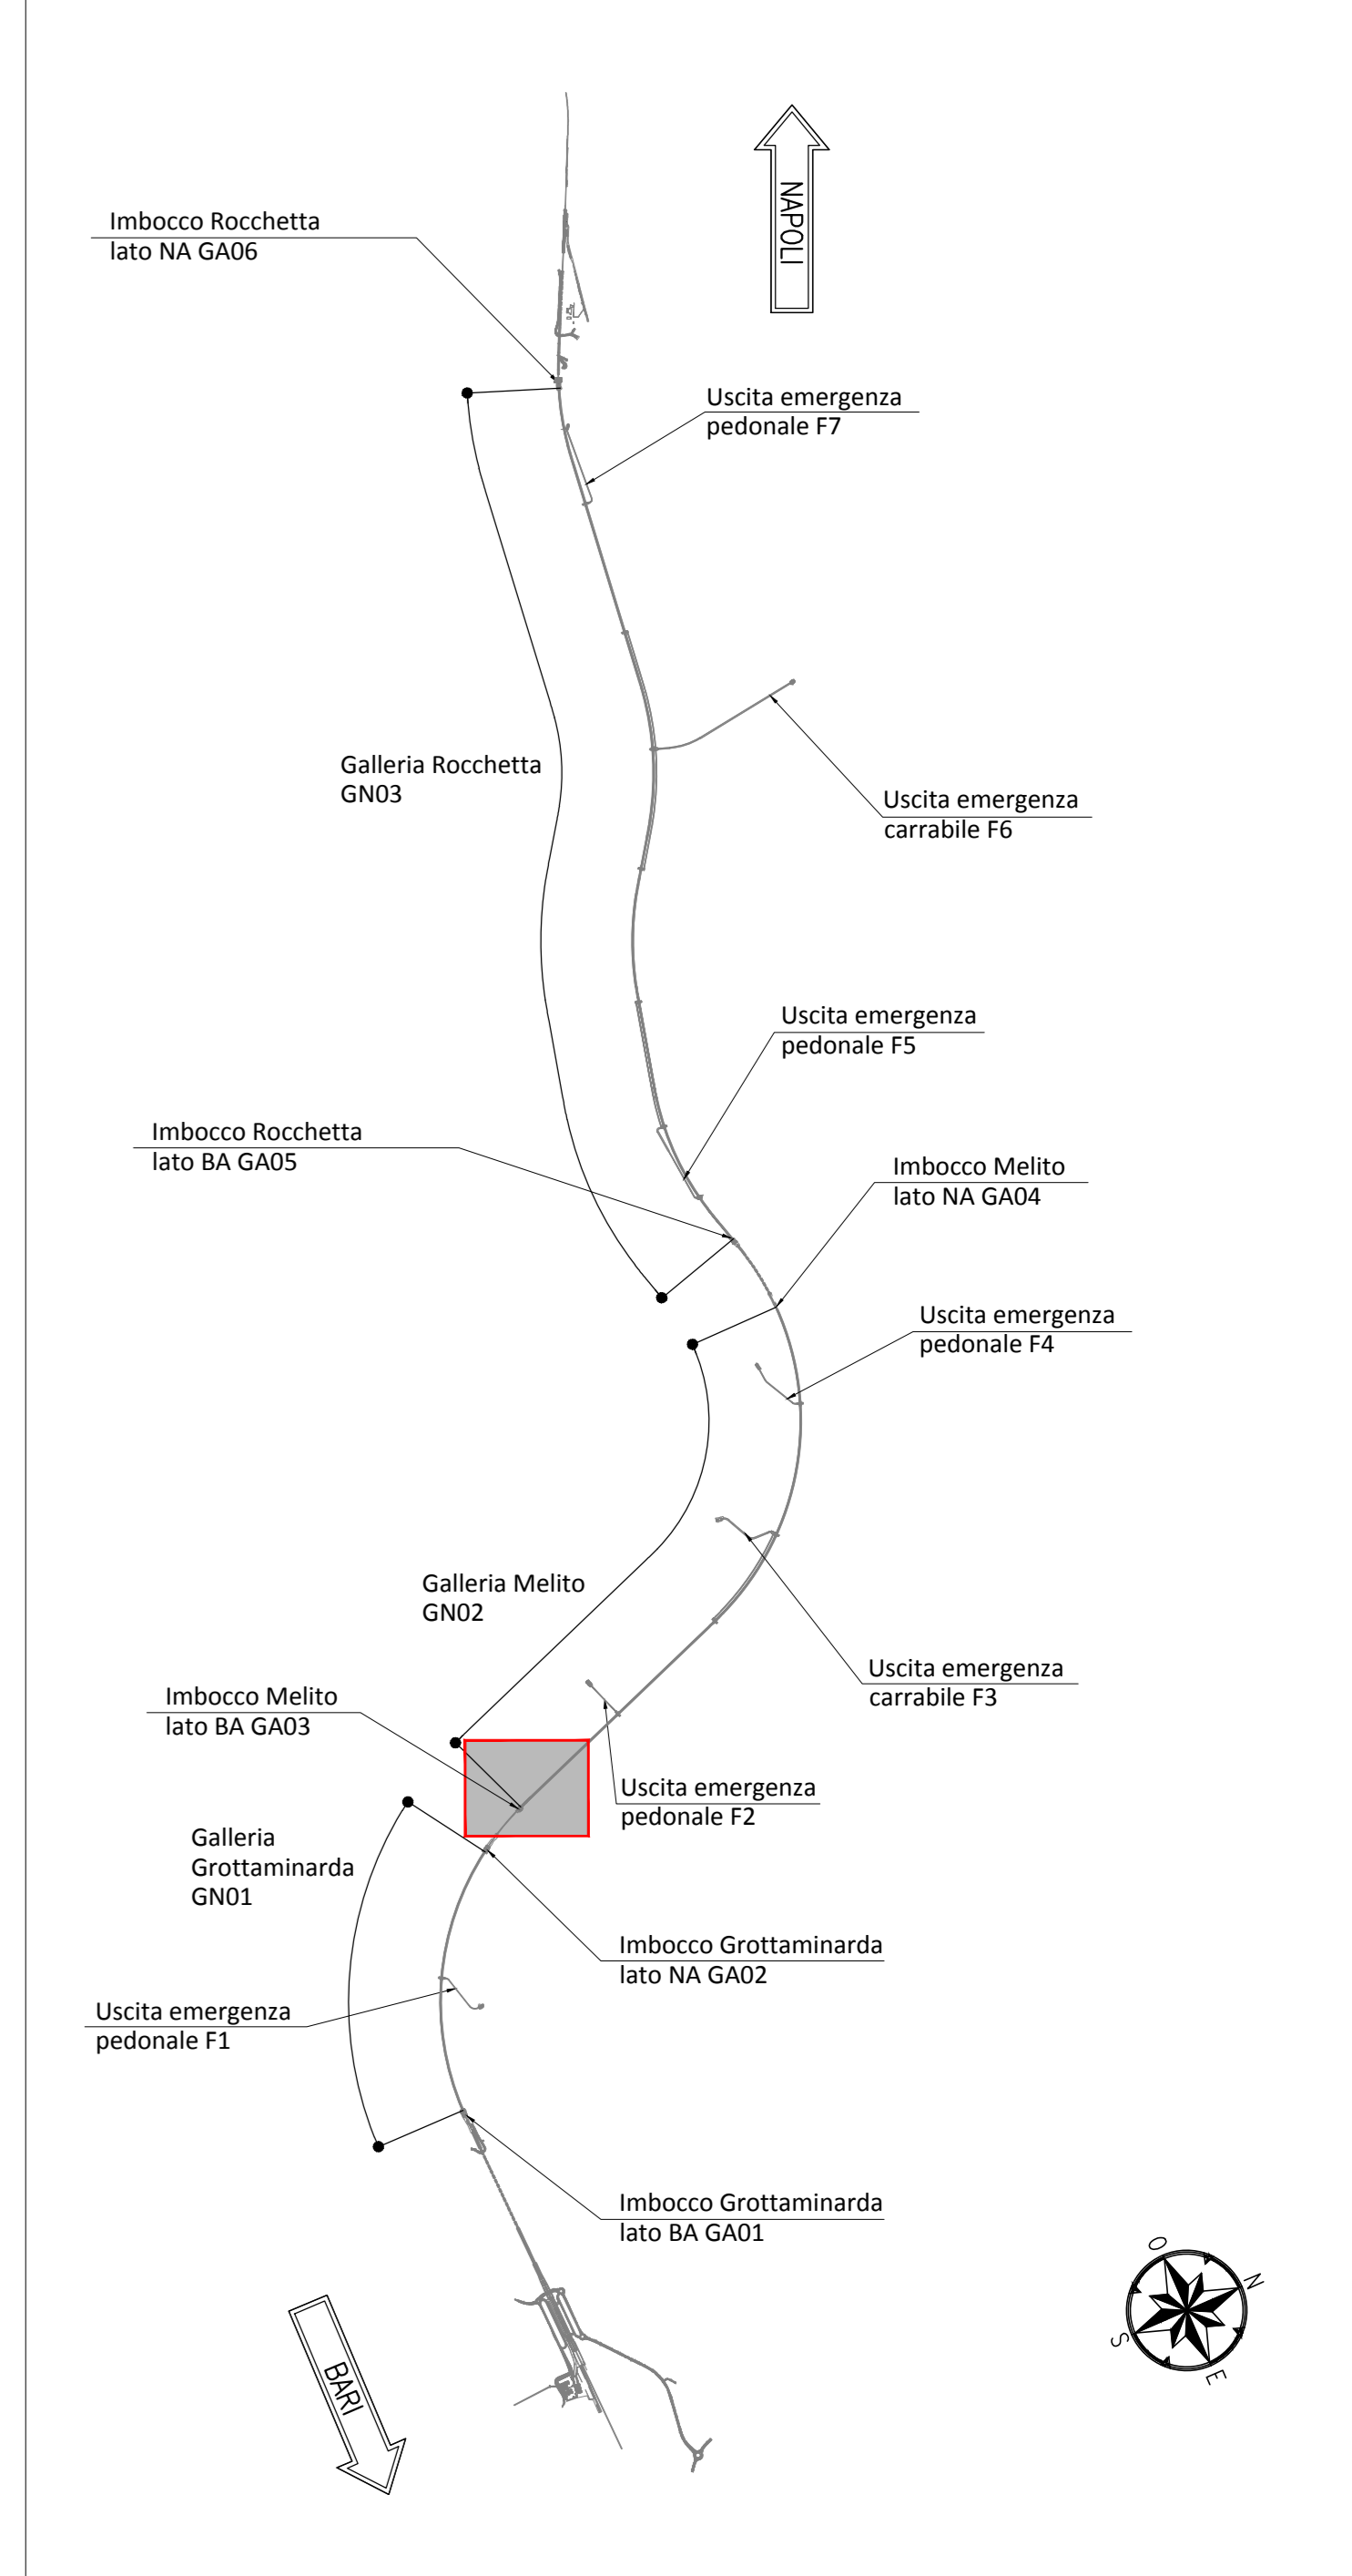 NAPOLI
Imbocco Rocchetta
lato NA GA06
Uscita emergenza
pedonale F7
Galleria Rocchetta
GN03
Uscita emergenza
carrabile F6
Uscita emergenza
pedonale F5
Imbocco Rocchetta
lato BA GA05
Imbocco Melito
lato NA GA04
Uscita emergenza
pedonale F4
Galleria Melito
GN02
Uscita emergenza
carrabile F3
Imbocco Melito
lato BA GA03
Uscita emergenza
pedonale F2
Galleria
Grottaminarda
GN01
Imbocco Grottaminarda
lato NA GA02
Uscita emergenza
pedonale F1
Imbocco Grottaminarda
lato BA GA01
O
N
S
E
BARI